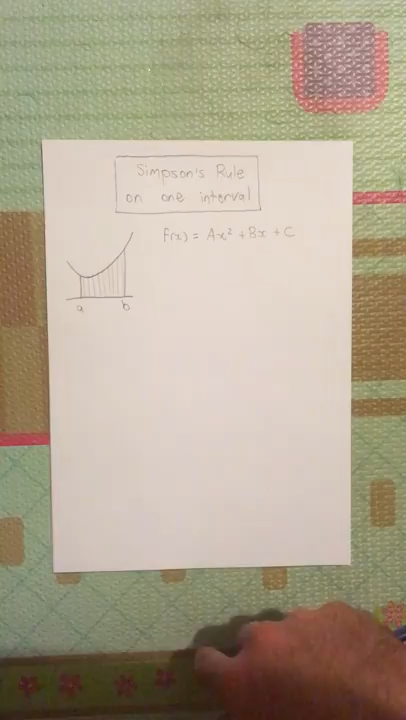 Simpson's Rule
on one interval
F(x) = Ax² + Bx + C
a b